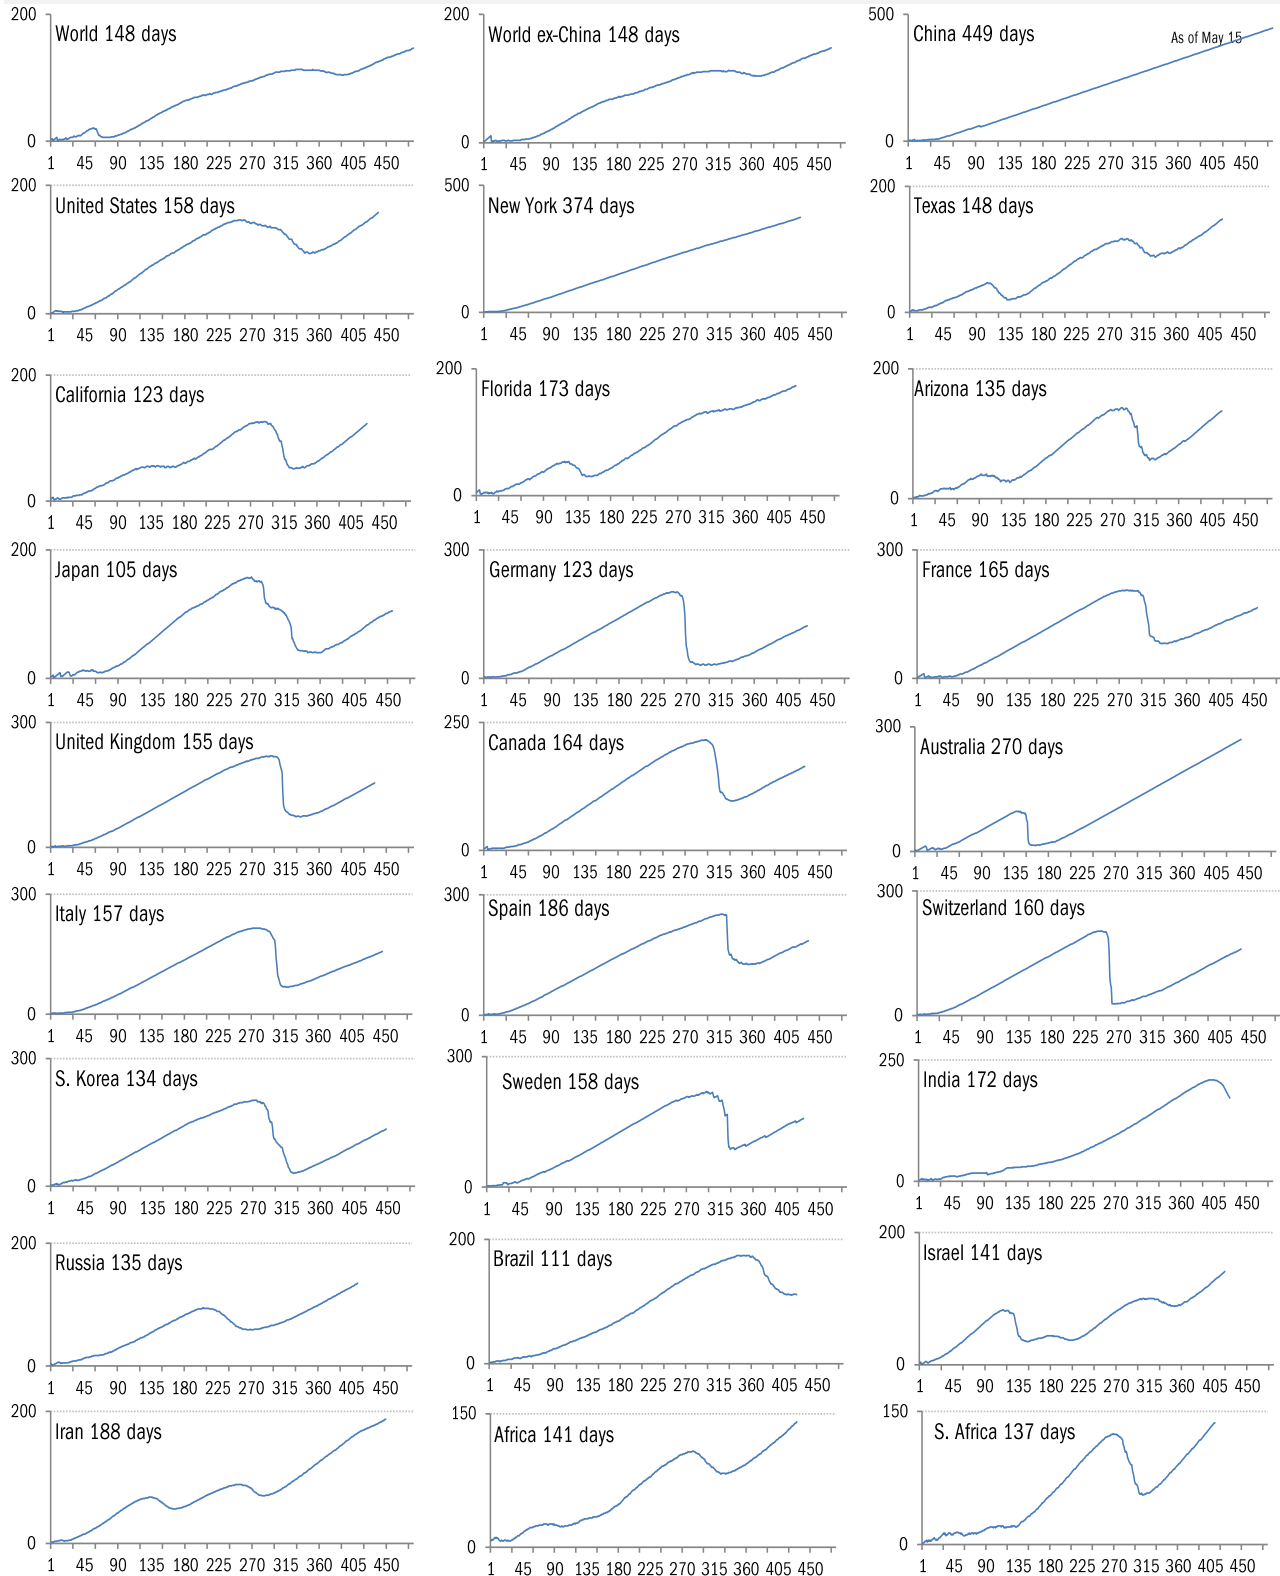 200
World 148 days
0
1 45 90 135 180 225 270 315 360 405 450
200
World ex-China 148 days
0
1 45 90 135 180 225 270 315 360 405 450
500
China 449 days
As of May 15
0
1 45 90 135 180 225 270 315 360 405 450
200
United States 158 days
0
1 45 90 135 180 225 270 315 360 405 450
500
New York 374 days
0
1 45 90 135 180 225 270 315 360 405 450
200
Texas 148 days
0
1 45 90 135 180 225 270 315 360 405 450
200
California 123 days
0
1 45 90 135 180 225 270 315 360 405 450
200
Florida 173 days
0
1 45 90 135 180 225 270 315 360 405 450
200
Arizona 135 days
0
1 45 90 135 180 225 270 315 360 405 450
200
Japan 105 days
0
1 45 90 135 180 225 270 315 360 405 450
300
Germany 123 days
0
1 45 90 135 180 225 270 315 360 405 450
300
France 165 days
0
1 45 90 135 180 225 270 315 360 405 450
300
United Kingdom 155 days
0
1 45 90 135 180 225 270 315 360 405 450
250
Canada 164 days
0
1 45 90 135 180 225 270 315 360 405 450
300
Australia 270 days
0
1 45 90 135 180 225 270 315 360 405 450
300
Italy 157 days
0
1 45 90 135 180 225 270 315 360 405 450
300
Spain 186 days
0
1 45 90 135 180 225 270 315 360 405 450
300
Switzerland 160 days
0
1 45 90 135 180 225 270 315 360 405 450
300
S. Korea 134 days
0
1 45 90 135 180 225 270 315 360 405 450
300
Sweden 158 days
0
1 45 90 135 180 225 270 315 360 405 450
250
India 172 days
0
1 45 90 135 180 225 270 315 360 405 450
200
Russia 135 days
0
1 45 90 135 180 225 270 315 360 405 450
200
Brazil 111 days
0
1 45 90 135 180 225 270 315 360 405 450
200
Israel 141 days
0
1 45 90 135 180 225 270 315 360 405 450
200
Iran 188 days
0
1 45 90 135 180 225 270 315 360 405 450
150
Africa 141 days
0
1 45 90 135 180 225 270 315 360 405 450
150
S. Africa 137 days
0
1 45 90 135 180 225 270 315 360 405 450